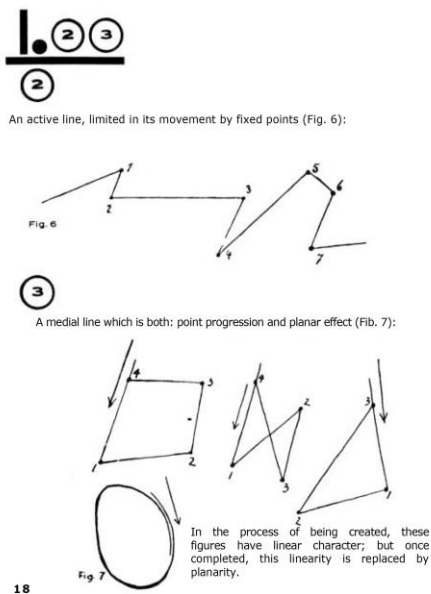 1. 2 3
2
An active line, limited in its movement by fixed points (Fig. 6):
1
2
3
4
5
6
7
Fig. 6
3
A medial line which is both: point progression and planar effect (Fib. 7):
4 3
1 2
4 2
1 3
3
1
2
In the process of being created, these
figures have linear character; but once
completed, this linearity is replaced by
planarity.
Fig. 7
18